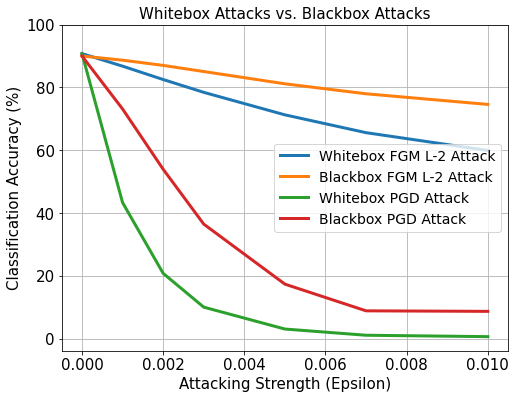 Whitebox Attacks vs. Blackbox Attacks
Classification Accuracy (%)
100
80
60
40
20
0
Whitebox FGM L-2 Attack
Blackbox FGM L-2 Attack
Whitebox PGD Attack
Blackbox PGD Attack
0.000 0.002 0.004 0.006 0.008 0.010
Attacking Strength (Epsilon)